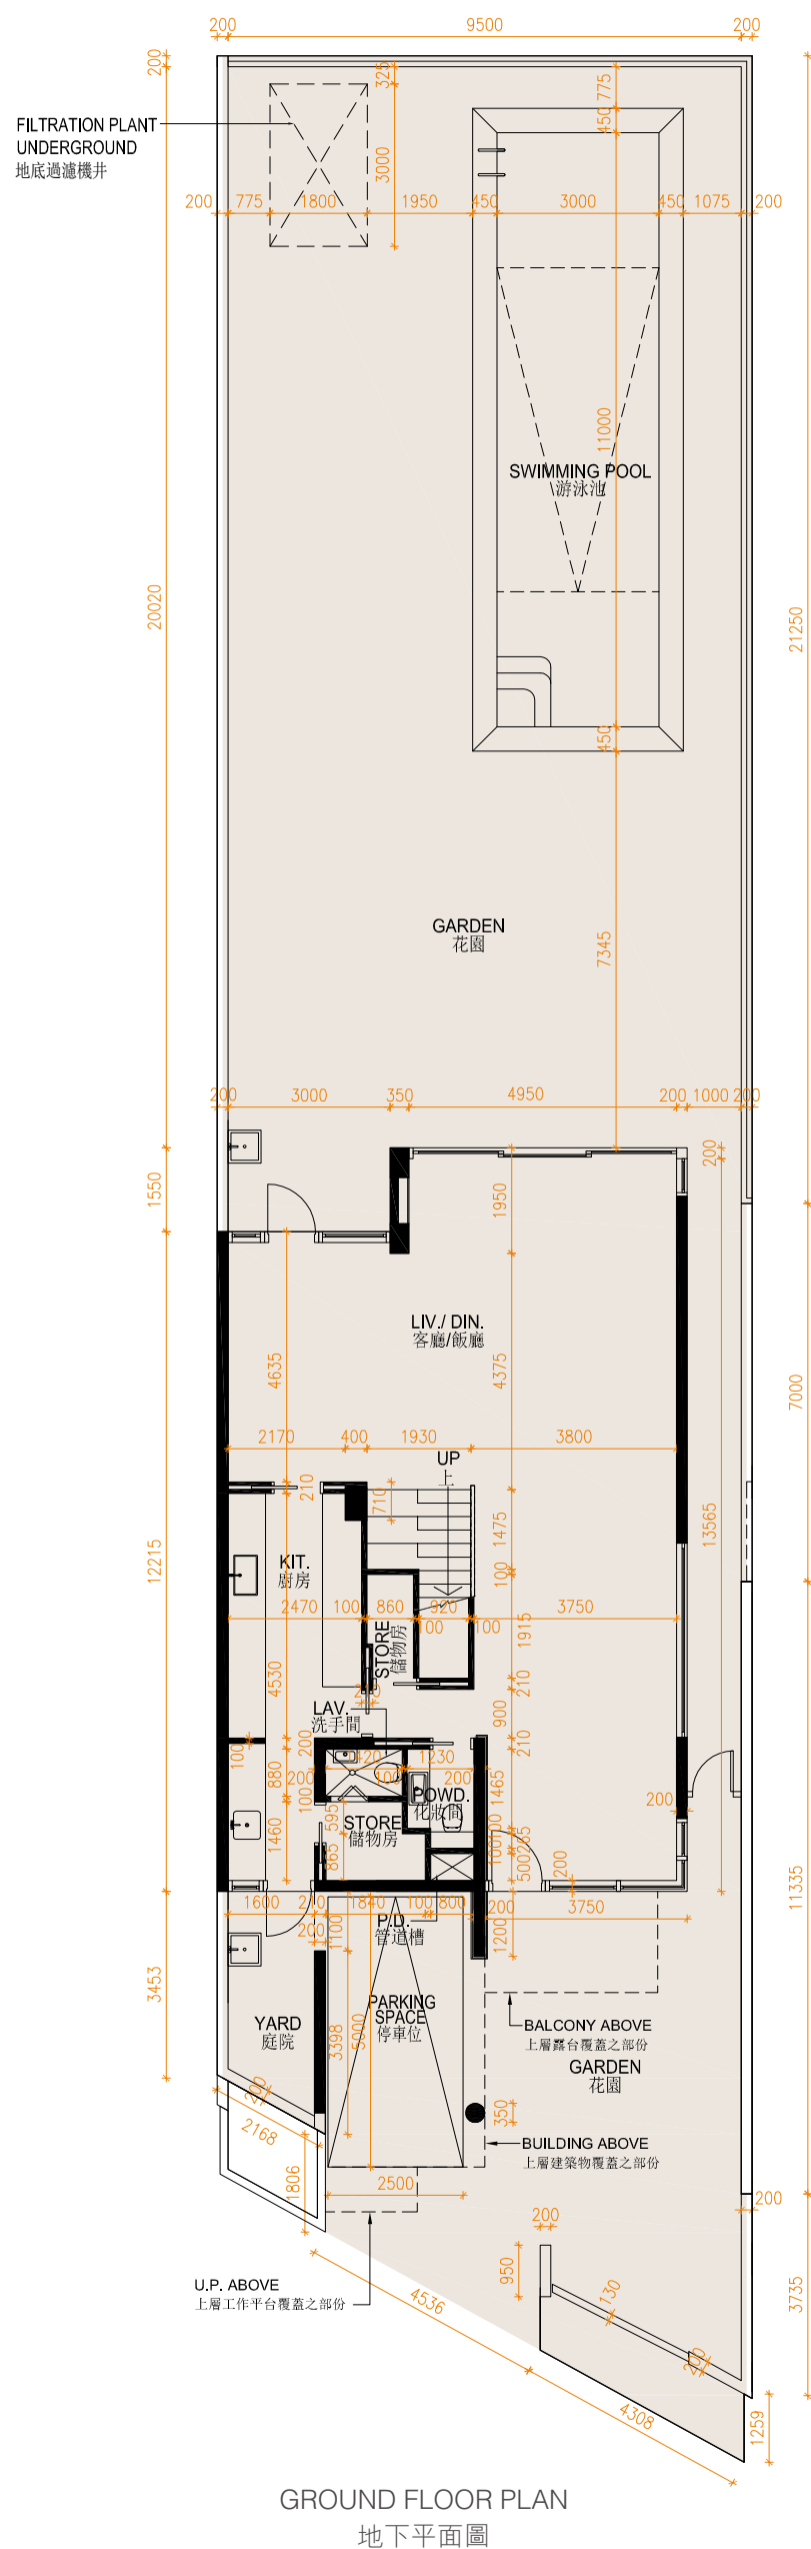 200 9500 200
200
325
775
450
FILTRATION PLANT
UNDERGROUND
地底過濾機井
3000
200 775 1800 1950 450 3000 450 1075 200
11000
SWIMMING POOL
游泳池
20020
21250
450
GARDEN
花園
7345
200 3000 350 4950 200 1000 200
200
1550
1950
LIV./ DIN.
客廳/飯廳
4635
4375
7000
2170 400 1930 3800
UP
上
210
710
1475
13565
12215
KIT.
廚房
100
2470 100 860 920 3750
100 100
STORE
儲物房
1915
4530
210
210
LAV.
洗手間
900
200
210
100
420 1230
880
200 100 200
1465
100
POWD.
化妝間
200
595
STORE
儲物房
1460
865
100
100
265
500
200
11335
1600 210 1840 100 800 200 3750
200
P.D.
管道槽
1100
1200
3453
PARKING
SPACE
停車位
YARD
庭院
3398
5000
BALCONY ABOVE
上層露台覆蓋之部份
GARDEN
花園
200
350
2168
BUILDING ABOVE
上層建築物覆蓋之部份
1806
2500
200
200
950
U.P. ABOVE
上層工作平台覆蓋之部份
4536
130
3735
200
4308
1259
GROUND FLOOR PLAN
地下平面圖